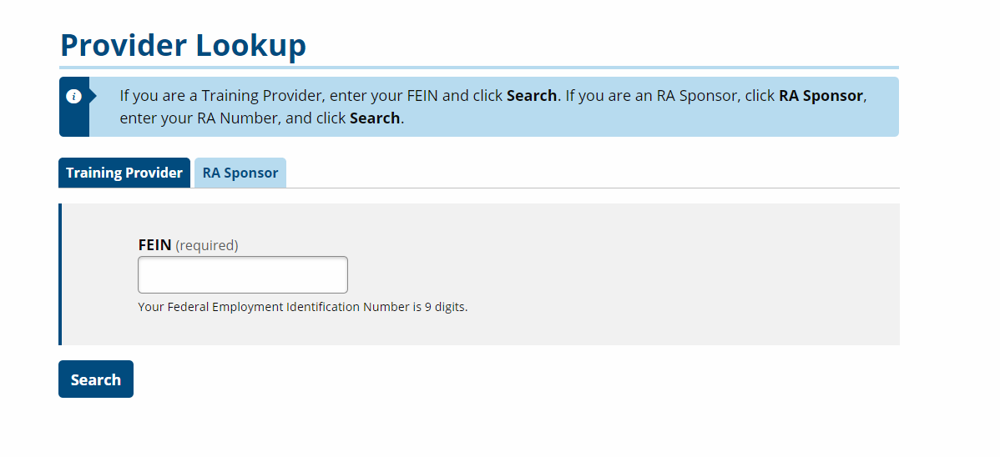 Provider Lookup
If you are a Training Provider, enter your FEIN and click Search. If you are an RA Sponsor, click RA Sponsor,
enter your RA Number, and click Search.
Training Provider
RA Sponsor
FEIN (required)
Your Federal Employment Identification Number is 9 digits.
Search